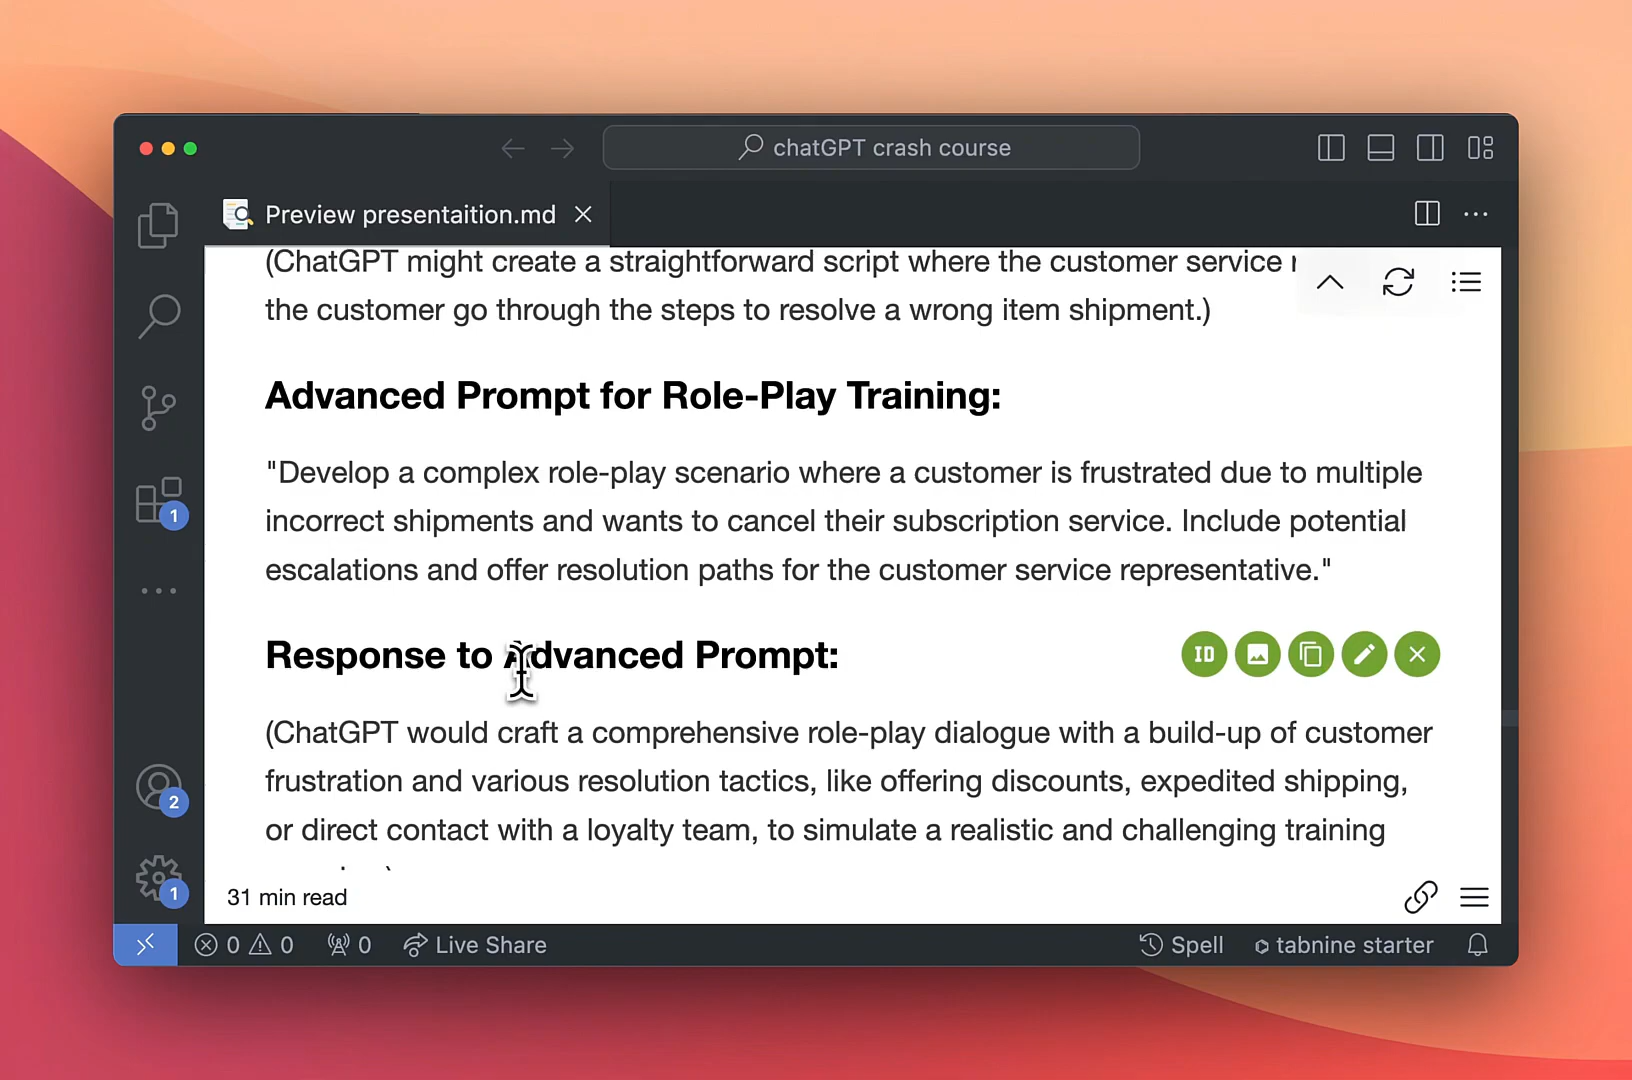 chatGPT crash course
Preview presentaition.md
(ChatGPT might create a straightforward script where the customer service
the customer go through the steps to resolve a wrong item shipment.)
Advanced Prompt for Role-Play Training:
"Develop a complex role-play scenario where a customer is frustrated due to multiple
incorrect shipments and wants to cancel their subscription service. Include potential
escalations and offer resolution paths for the customer service representative."
Response to Advanced Prompt:
ID
(ChatGPT would craft a comprehensive role-play dialogue with a build-up of customer
frustration and various resolution tactics, like offering discounts, expedited shipping,
or direct contact with a loyalty team, to simulate a realistic and challenging training
31 min read
1
2
1
0 0 0 Live Share Spell tabnine starter